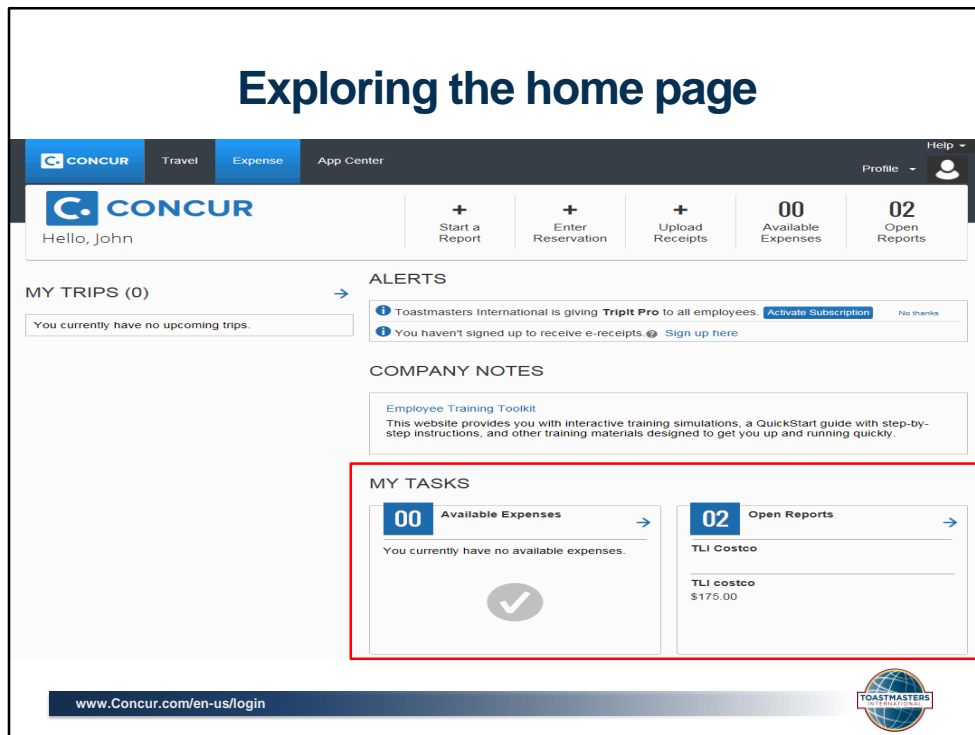 Exploring the home page
Help
C. CONCUR Travel Expense App Center
Profile
C. CONCUR
Hello, John
+ Start a Report
+ Enter Reservation
+ Upload Receipts
00 Available Expenses
02 Open Reports
MY TRIPS (0) →
You currently have no upcoming trips.
ALERTS
Toastmasters International is giving TripIt Pro to all employees. Activate Subscription No thanks
You haven't signed up to receive e-receipts. Sign up here
COMPANY NOTES
Employee Training Toolkit
This website provides you with interactive training simulations, a QuickStart guide with step-by-
step instructions, and other training materials designed to get you up and running quickly.
MY TASKS
00 Available Expenses →
You currently have no available expenses.
02 Open Reports →
TLI Costco
TLI costco
$175.00
www.Concur.com/en-us/login
TOASTMASTERS
INTERNATIONAL